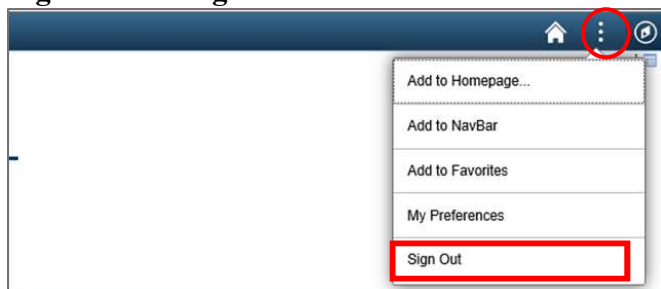 Add to Homepage...
Add to NavBar
Add to Favorites
My Preferences
Sign Out